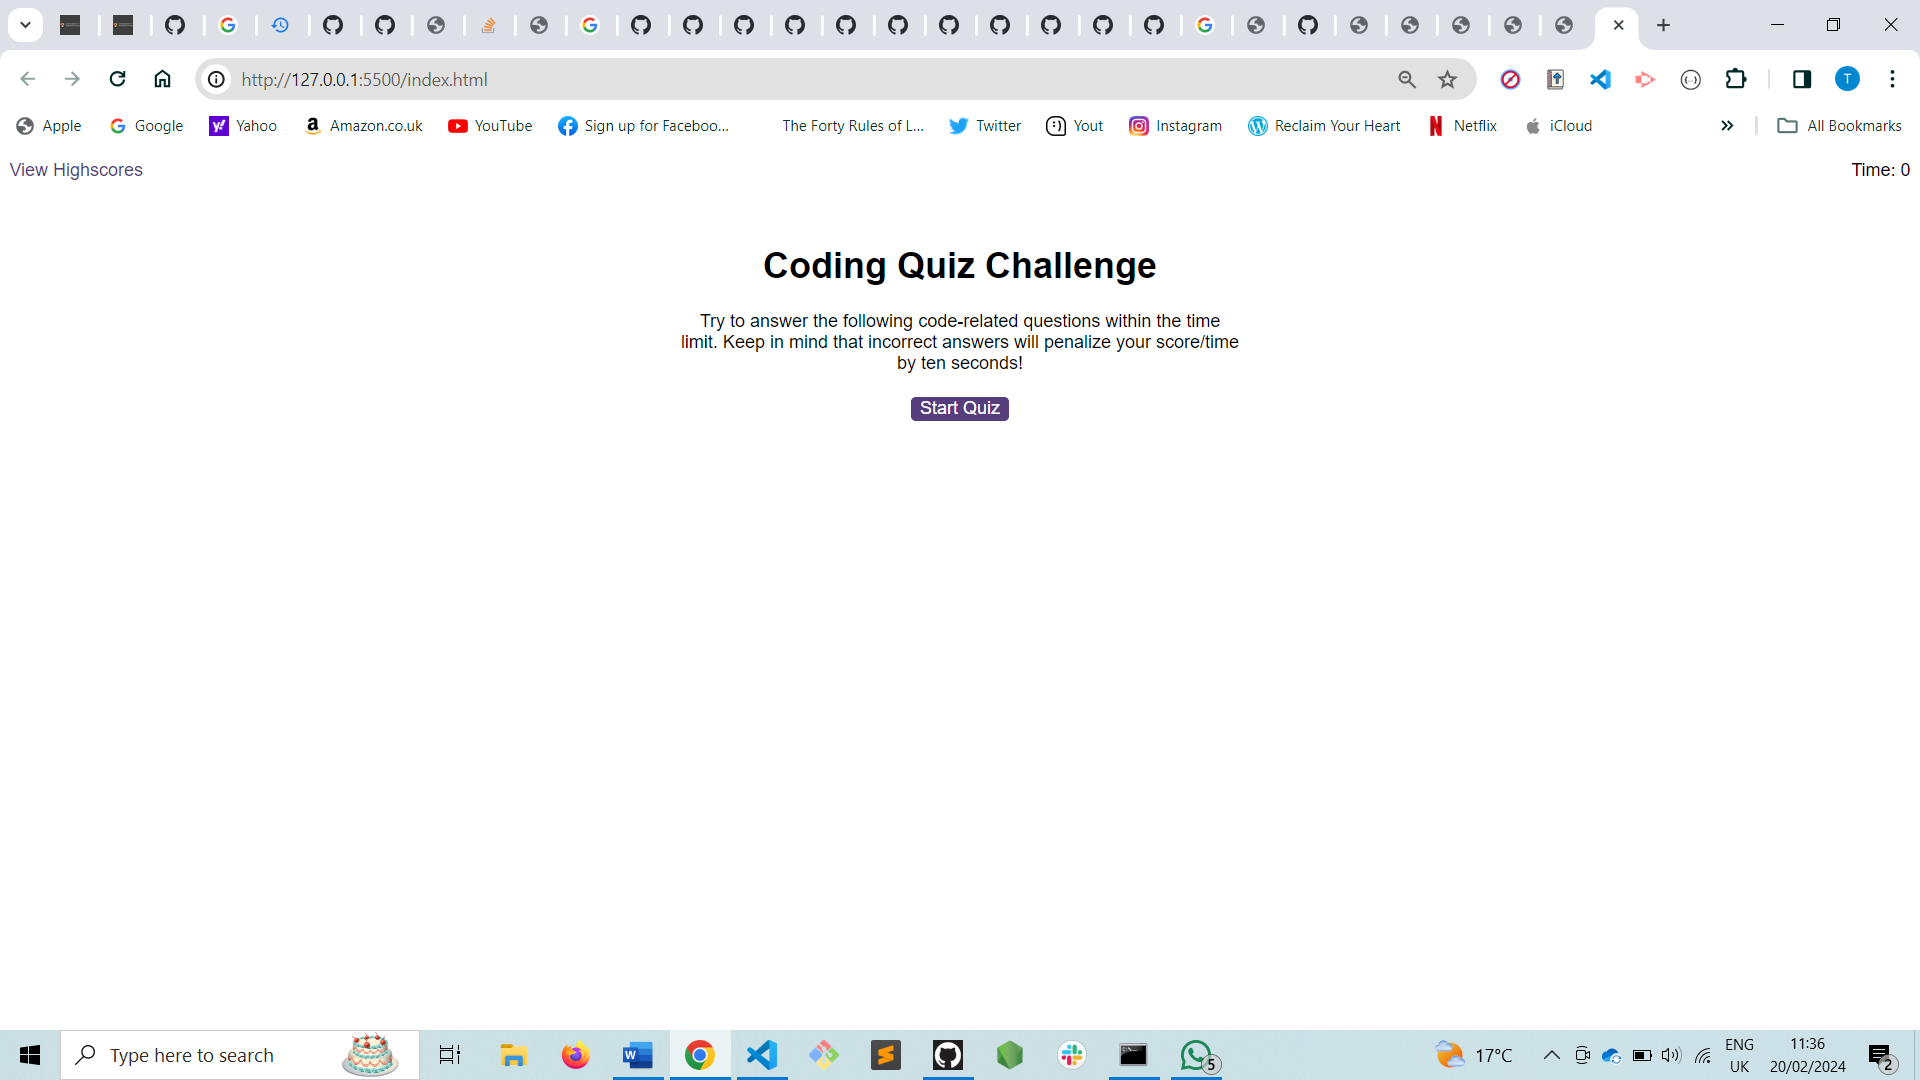 http://127.0.0.1:5500/index.html
T
Apple
Google
Yahoo
Amazon.co.uk
YouTube
Sign up for Faceboo...
The Forty Rules of L...
Twitter
Yout
Instagram
Reclaim Your Heart
Netflix
iCloud
All Bookmarks
View Highscores
Time: 0
Coding Quiz Challenge
Try to answer the following code-related questions within the time
limit. Keep in mind that incorrect answers will penalize your score/time
by ten seconds!
Start Quiz
Type here to search
5
17°C
ENG
UK
11:36
20/02/2024
2